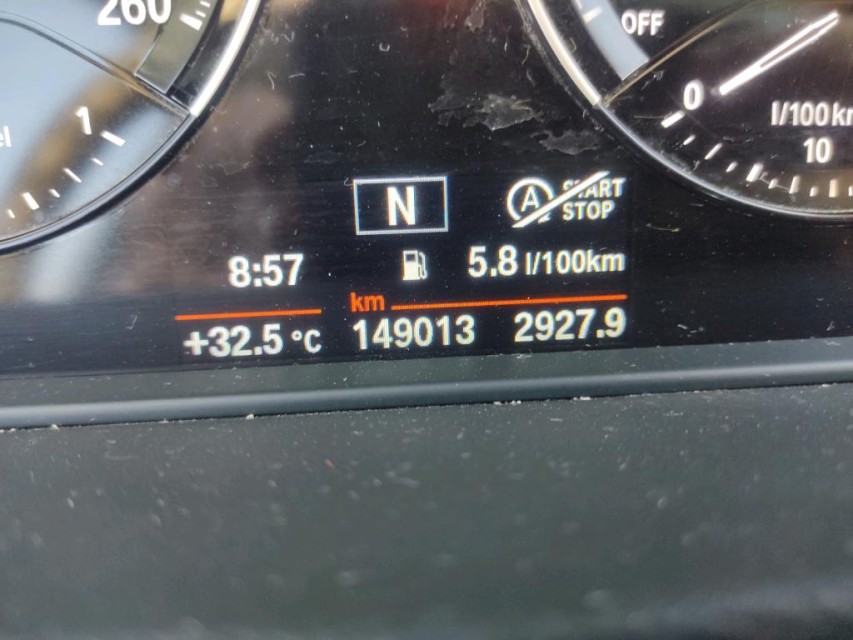 260
OFF
1
0
l/100km
10
N
A START STOP
8:57
5.8 l/100km
km
+32.5 °C 149013 2927.9